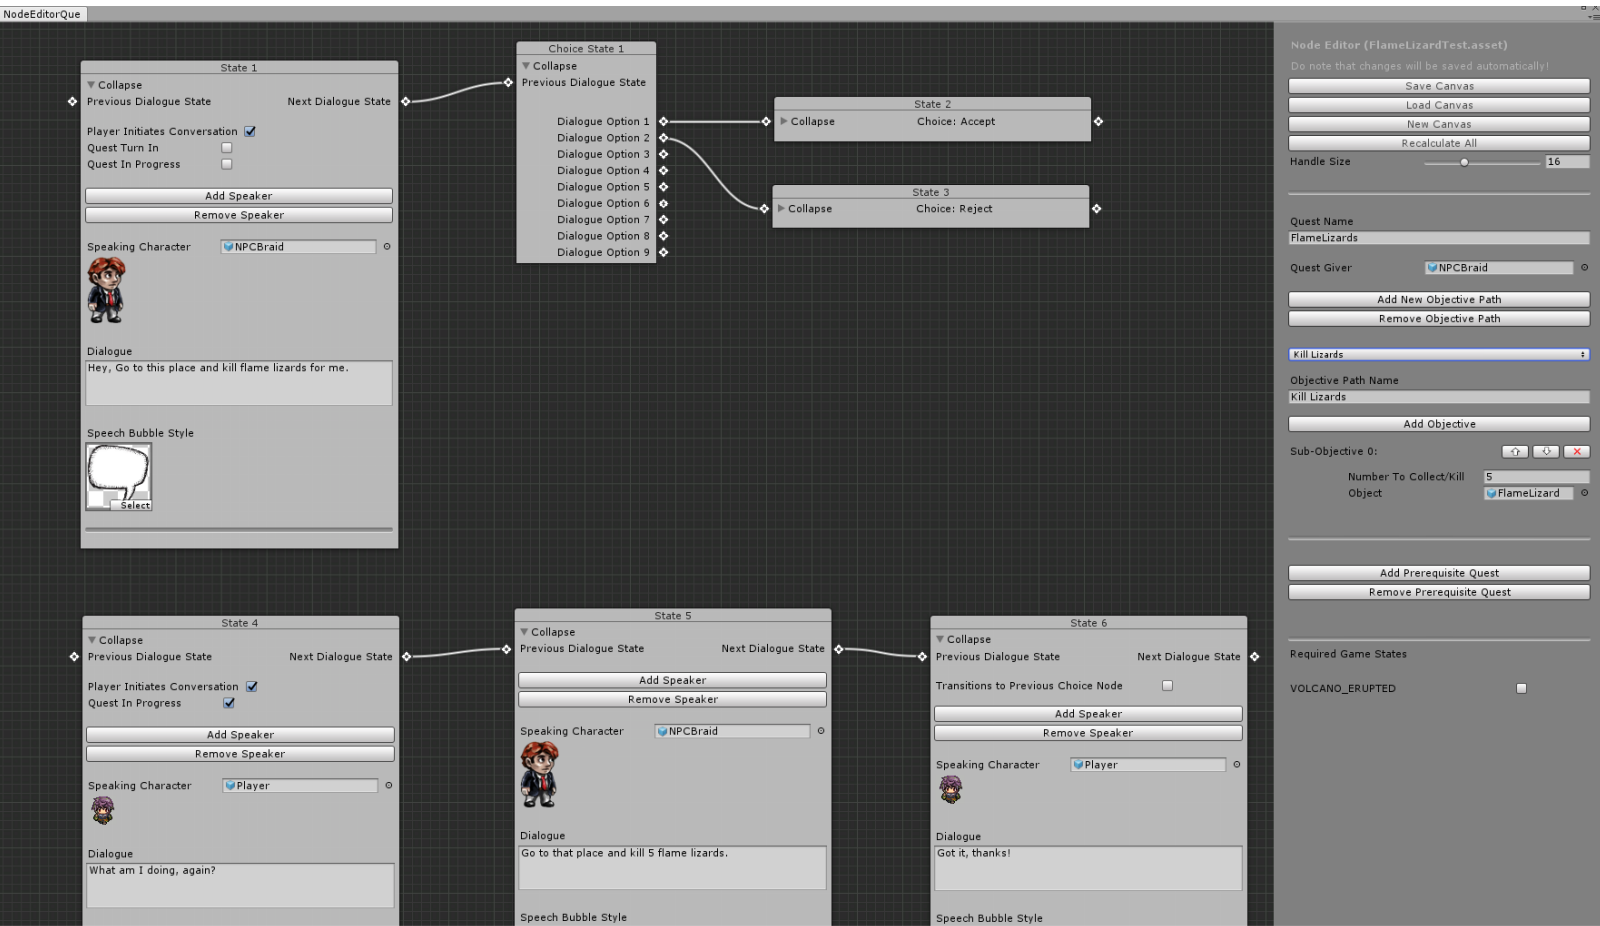 NodeEditorQue
State 1
Collapse
Previous Dialogue State Next Dialogue State
Player Initiates Conversation
Quest Turn In
Quest In Progress
Add Speaker
Remove Speaker
Speaking Character NPCBraid
Dialogue
Hey, Go to this place and kill flame lizards for me.
Speech Bubble Style
Select
Choice State 1
Collapse
Previous Dialogue State
Dialogue Option 1
Dialogue Option 2
Dialogue Option 3
Dialogue Option 4
Dialogue Option 5
Dialogue Option 6
Dialogue Option 7
Dialogue Option 8
Dialogue Option 9
State 2
Collapse Choice: Accept
State 3
Collapse Choice: Reject
State 4
Collapse
Previous Dialogue State Next Dialogue State
Player Initiates Conversation
Quest In Progress
Add Speaker
Remove Speaker
Speaking Character Player
Dialogue
What am I doing, again?
State 5
Collapse
Previous Dialogue State Next Dialogue State
Add Speaker
Remove Speaker
Speaking Character NPCBraid
Dialogue
Go to that place and kill 5 flame lizards.
Speech Bubble Style
State 6
Collapse
Previous Dialogue State Next Dialogue State
Transitions to Previous Choice Node
Add Speaker
Remove Speaker
Speaking Character Player
Dialogue
Got it, thanks!
Speech Bubble Style
Node Editor (FlameLizardTest.asset)
Do note that changes will be saved automatically!
Save Canvas
Load Canvas
New Canvas
Recalculate All
Handle Size 16
Quest Name
FlameLizards
Quest Giver NPCBraid
Add New Objective Path
Remove Objective Path
Kill Lizards
Objective Path Name
Kill Lizards
Add Objective
Sub-Objective 0:
Number To Collect/Kill 5
Object FlameLizard
Add Prerequisite Quest
Remove Prerequisite Quest
Required Game States
VOLCANO_ERUPTED